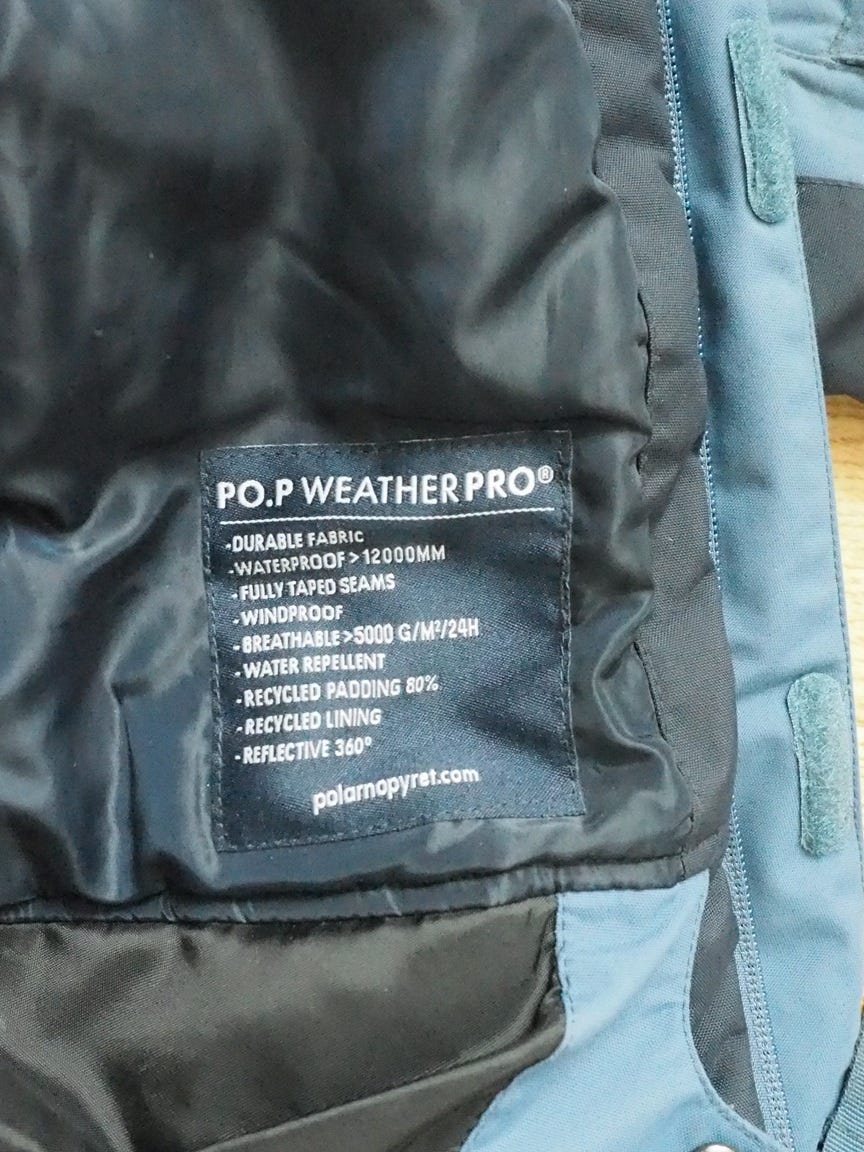 PO.P WEATHERPRO®
-DURABLE FABRIC
-WATERPROOF>12000MM
-FULLY TAPED SEAMS
-WINDPROOF
-BREATHABLE>5000 G/M²/24H
-WATER REPELLENT
-RECYCLED PADDING 80%
-RECYCLED LINING
-REFLECTIVE 360°
polarnopyret.com